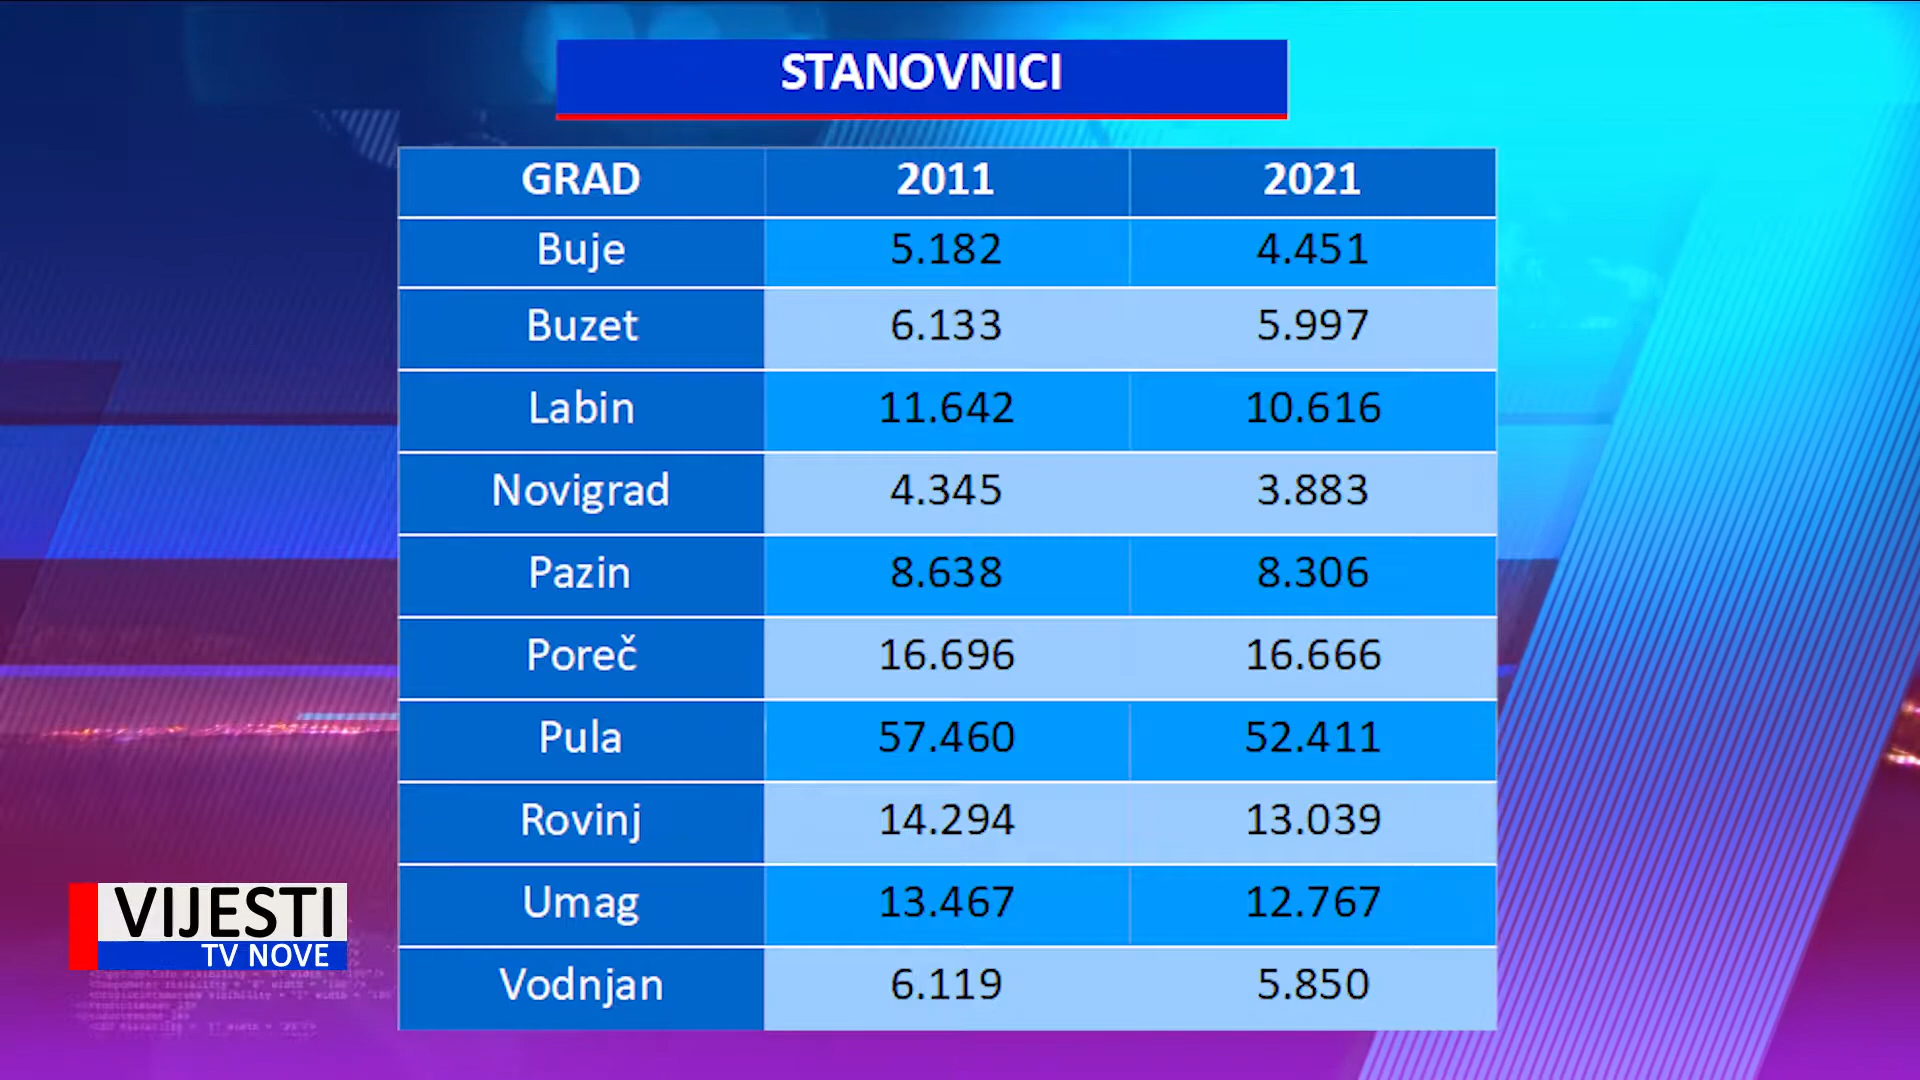 STANOVNICI
GRAD 2011 2021
Buje 5.182 4.451
Buzet 6.133 5.997
Labin 11.642 10.616
Novigrad 4.345 3.883
Pazin 8.638 8.306
Poreč 16.696 16.666
Pula 57.460 52.411
Rovinj 14.294 13.039
Umag 13.467 12.767
Vodnjan 6.119 5.850
VIJESTI
TV NOVE